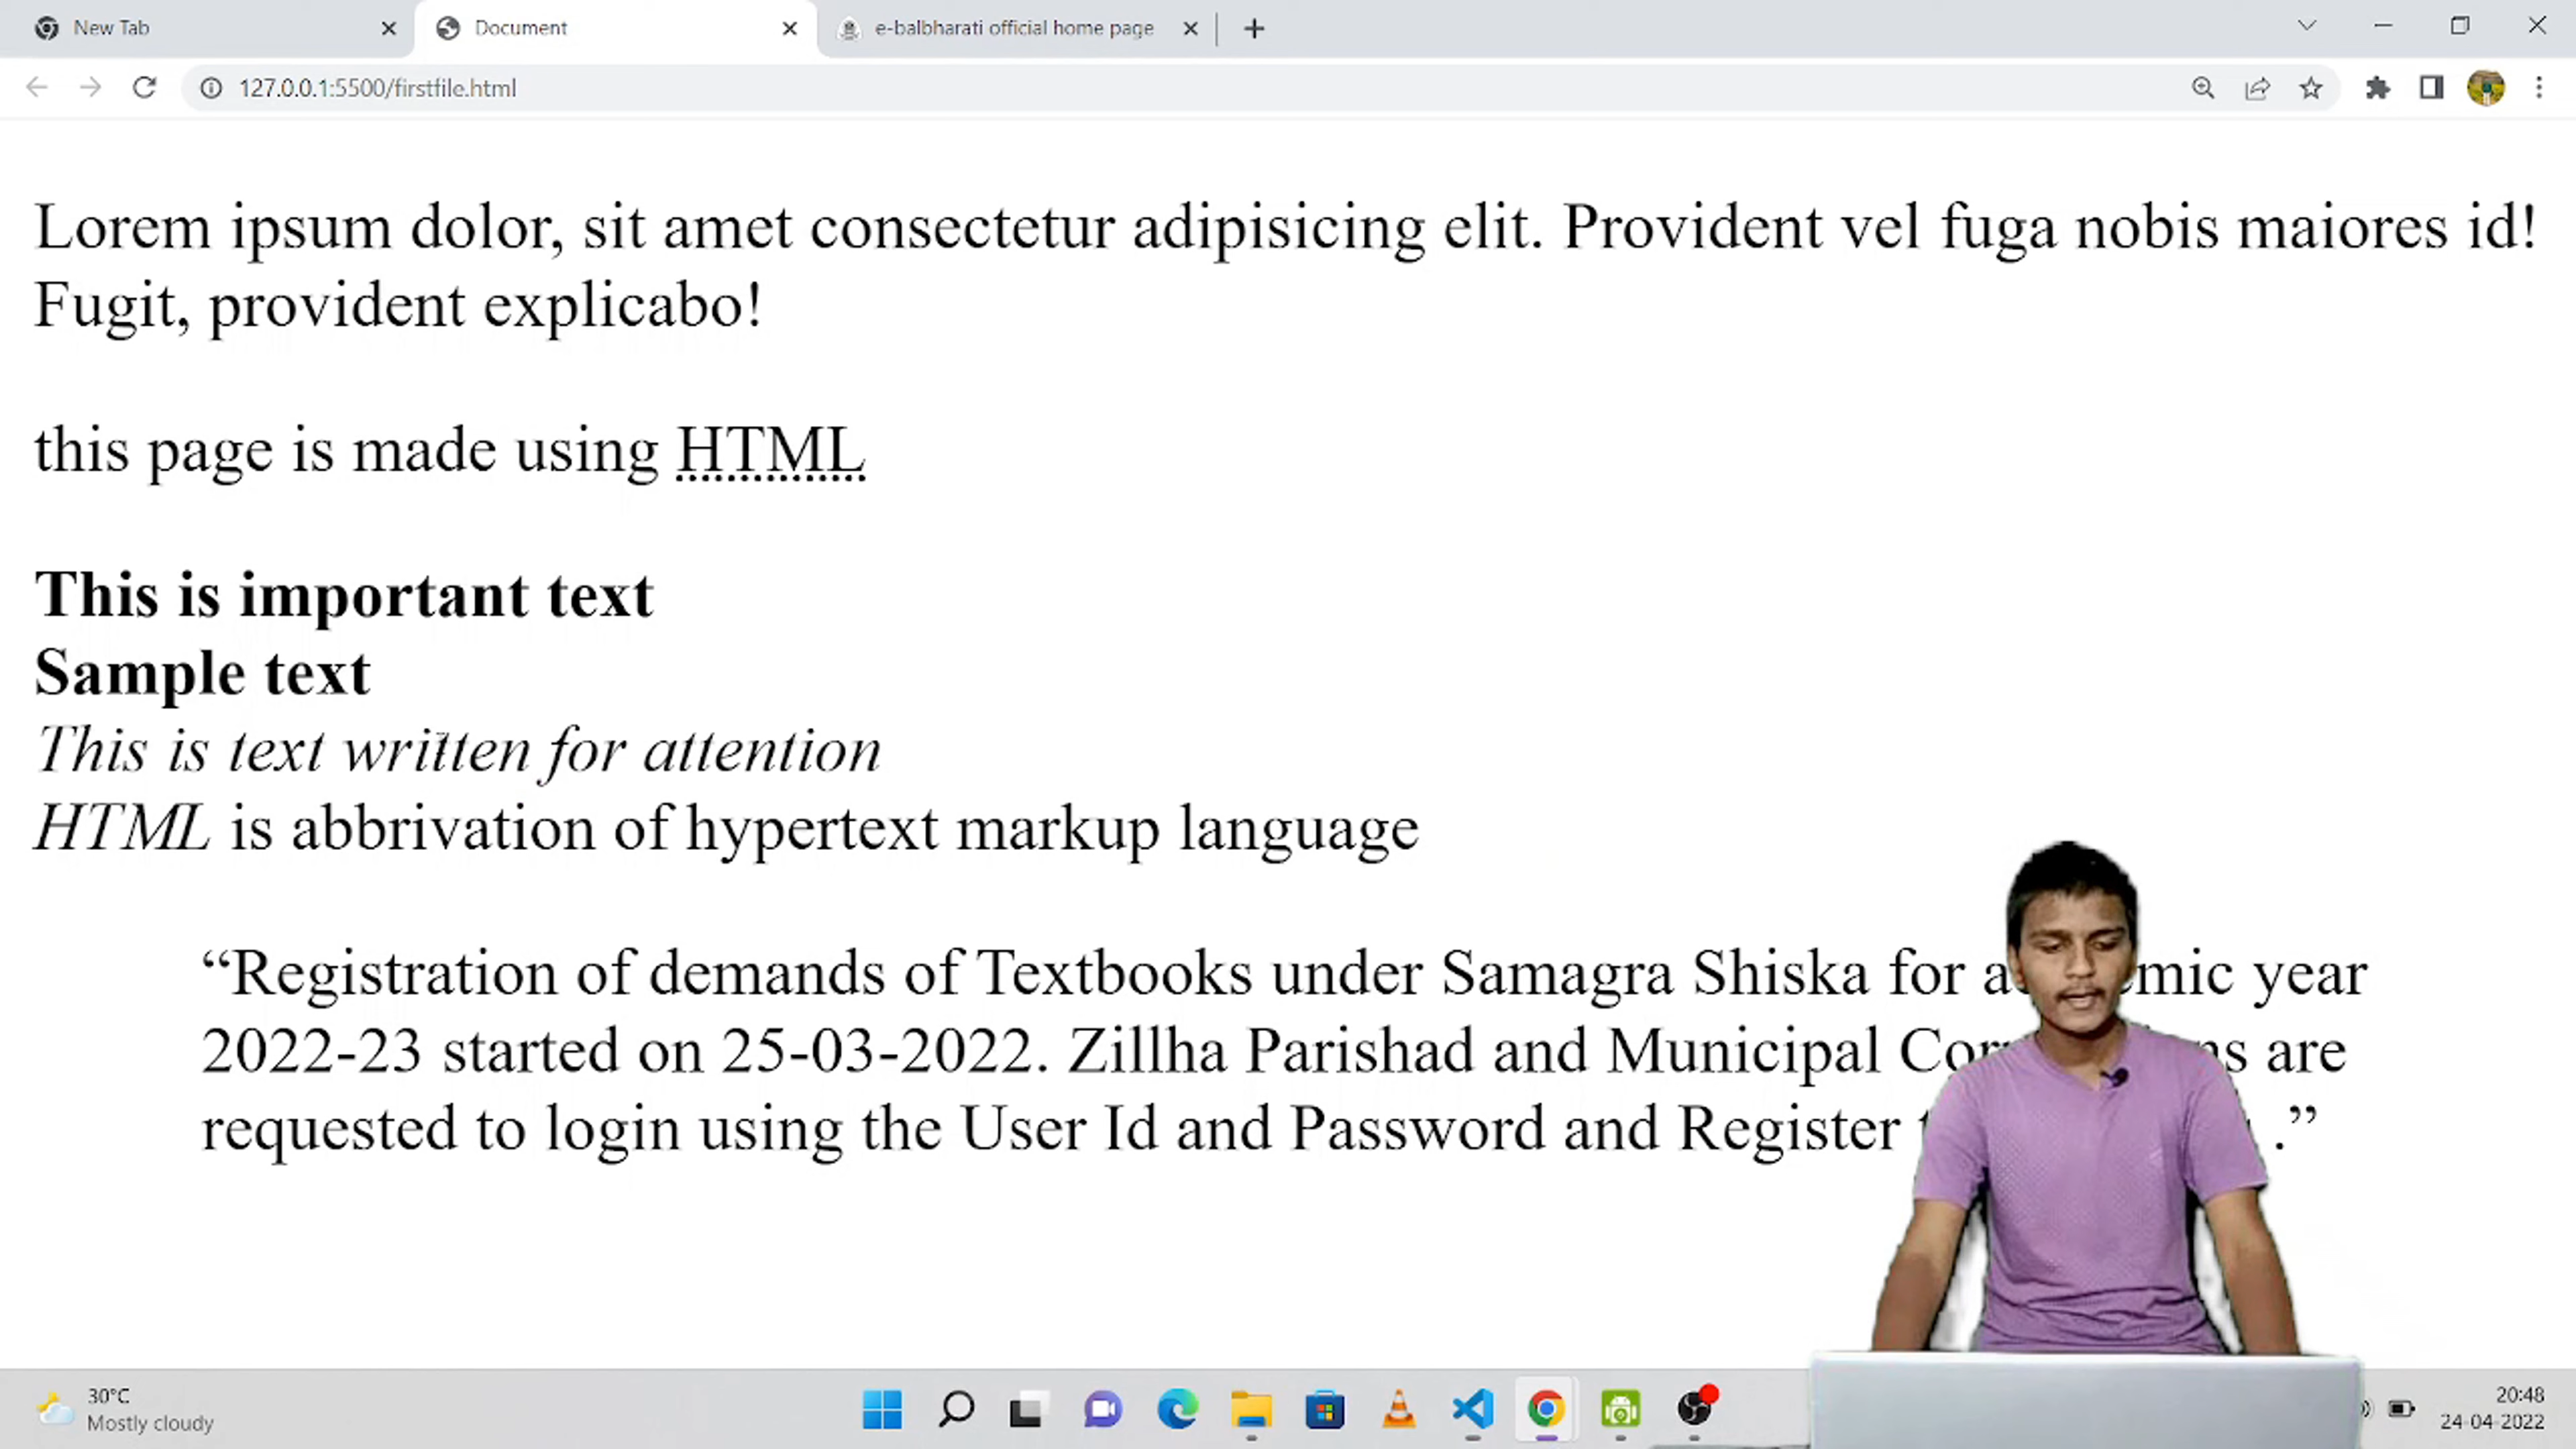 New Tab
Document
e-balbharati official home page
127.0.0.1:5500/firstfile.html
Lorem ipsum dolor, sit amet consectetur adipisicing elit. Provident vel fuga nobis maiores id!
Fugit, provident explicabo!
this page is made using HTML
This is important text
Sample text
This is text written for attention
HTML is abbrivation of hypertext markup language
“Registration of demands of Textbooks under Samagra Shiska for year
2022-23 started on 25-03-2022. Zillha Parishad and Municipal are
requested to login using the User Id and Password and Register .”
30°C
Mostly cloudy
20:48
24-04-2022